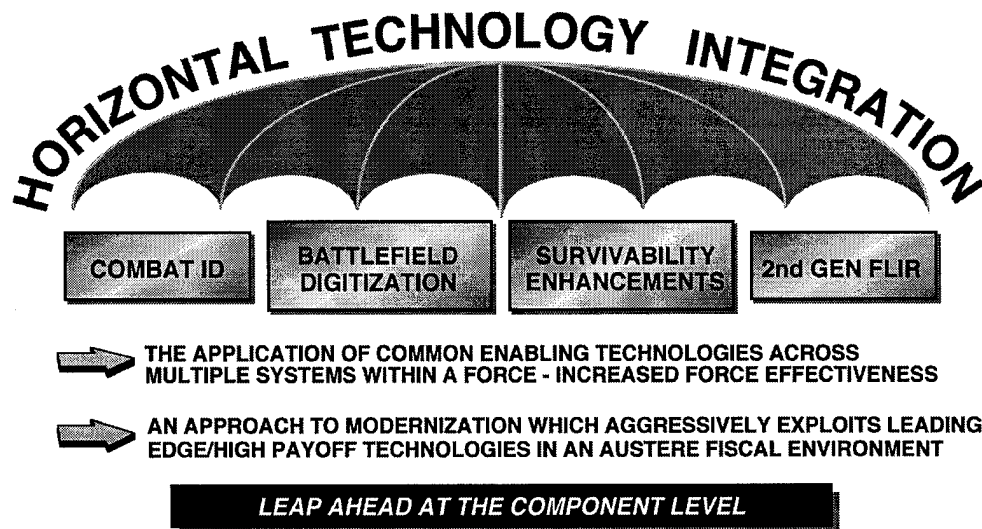 HORIZONTAL TECHNOLOGY INTEGRATION
COMBAT ID
BATTLEFIELD
DIGITIZATION
SURVIVABILITY
ENHANCEMENTS
2nd GEN FLIR
THE APPLICATION OF COMMON ENABLING TECHNOLOGIES ACROSS
MULTIPLE SYSTEMS WITHIN A FORCE - INCREASED FORCE EFFECTIVENESS
AN APPROACH TO MODERNIZATION WHICH AGGRESSIVELY EXPLOITS LEADING
EDGE/HIGH PAYOFF TECHNOLOGIES IN AN AUSTERE FISCAL ENVIRONMENT
LEAP AHEAD AT THE COMPONENT LEVEL